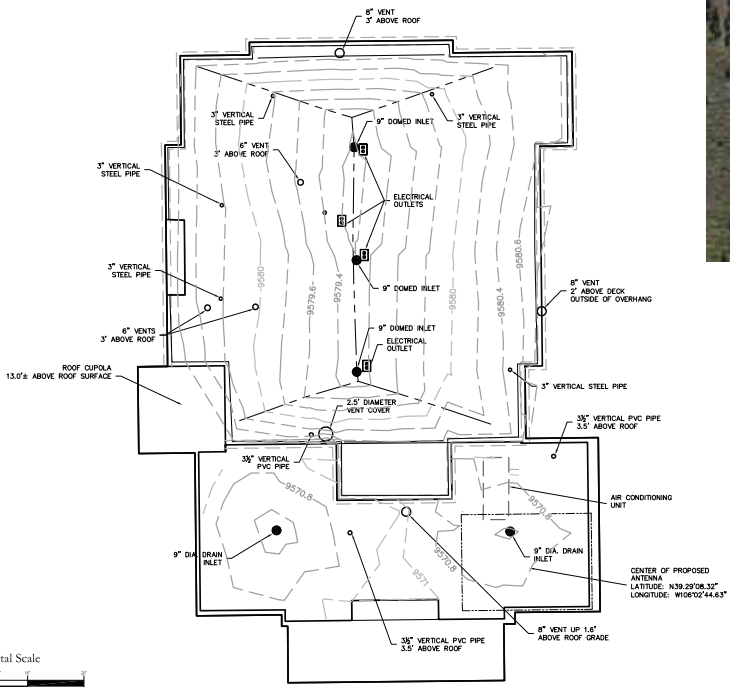 8" VENT
3' ABOVE ROOF
3" VERTICAL
STEEL PIPE
3" VERTICAL
STEEL PIPE
9" DOMED INLET
6" VENT
3' ABOVE ROOF
3" VERTICAL
STEEL PIPE
ELECTRICAL
OUTLETS
9580
9579.6
9579.4
9580
9580.4
9580.6
3" VERTICAL
STEEL PIPE
8" VENT
2' ABOVE DECK
OUTSIDE OF OVERHANG
9" DOMED INLET
6" VENTS
3' ABOVE ROOF
9" DOMED INLET
ELECTRICAL
OUTLET
ROOF CUPOLA
13.0'± ABOVE ROOF SURFACE
3" VERTICAL STEEL PIPE
2.5' DIAMETER
VENT COVER
3½" VERTICAL PVC PIPE
3.5' ABOVE ROOF
3½" VERTICAL
PVC PIPE
9570.8
9570.8
AIR CONDITIONING
UNIT
9" DIA. DRAIN
INLET
9570.8
9571
9" DIA. DRAIN
INLET
CENTER OF PROPOSED
ANTENNA
LATITUDE: N39.29'08.32"
LONGITUDE: W106°02'44.63"
8" VENT UP 1.6'
ABOVE ROOF GRADE
3½" VERTICAL PVC PIPE
3.5' ABOVE ROOF
tal Scale